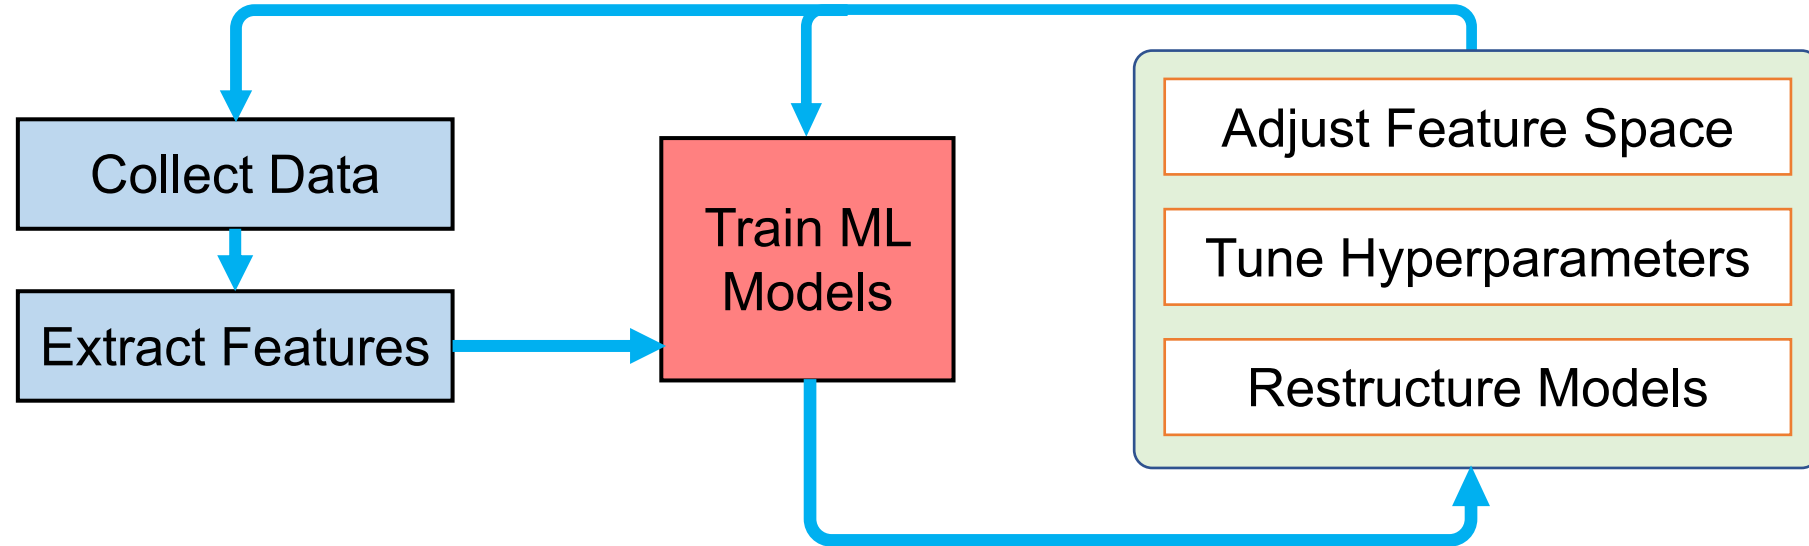 Collect Data
Extract Features
Train ML
Models
Adjust Feature Space
Tune Hyperparameters
Restructure Models